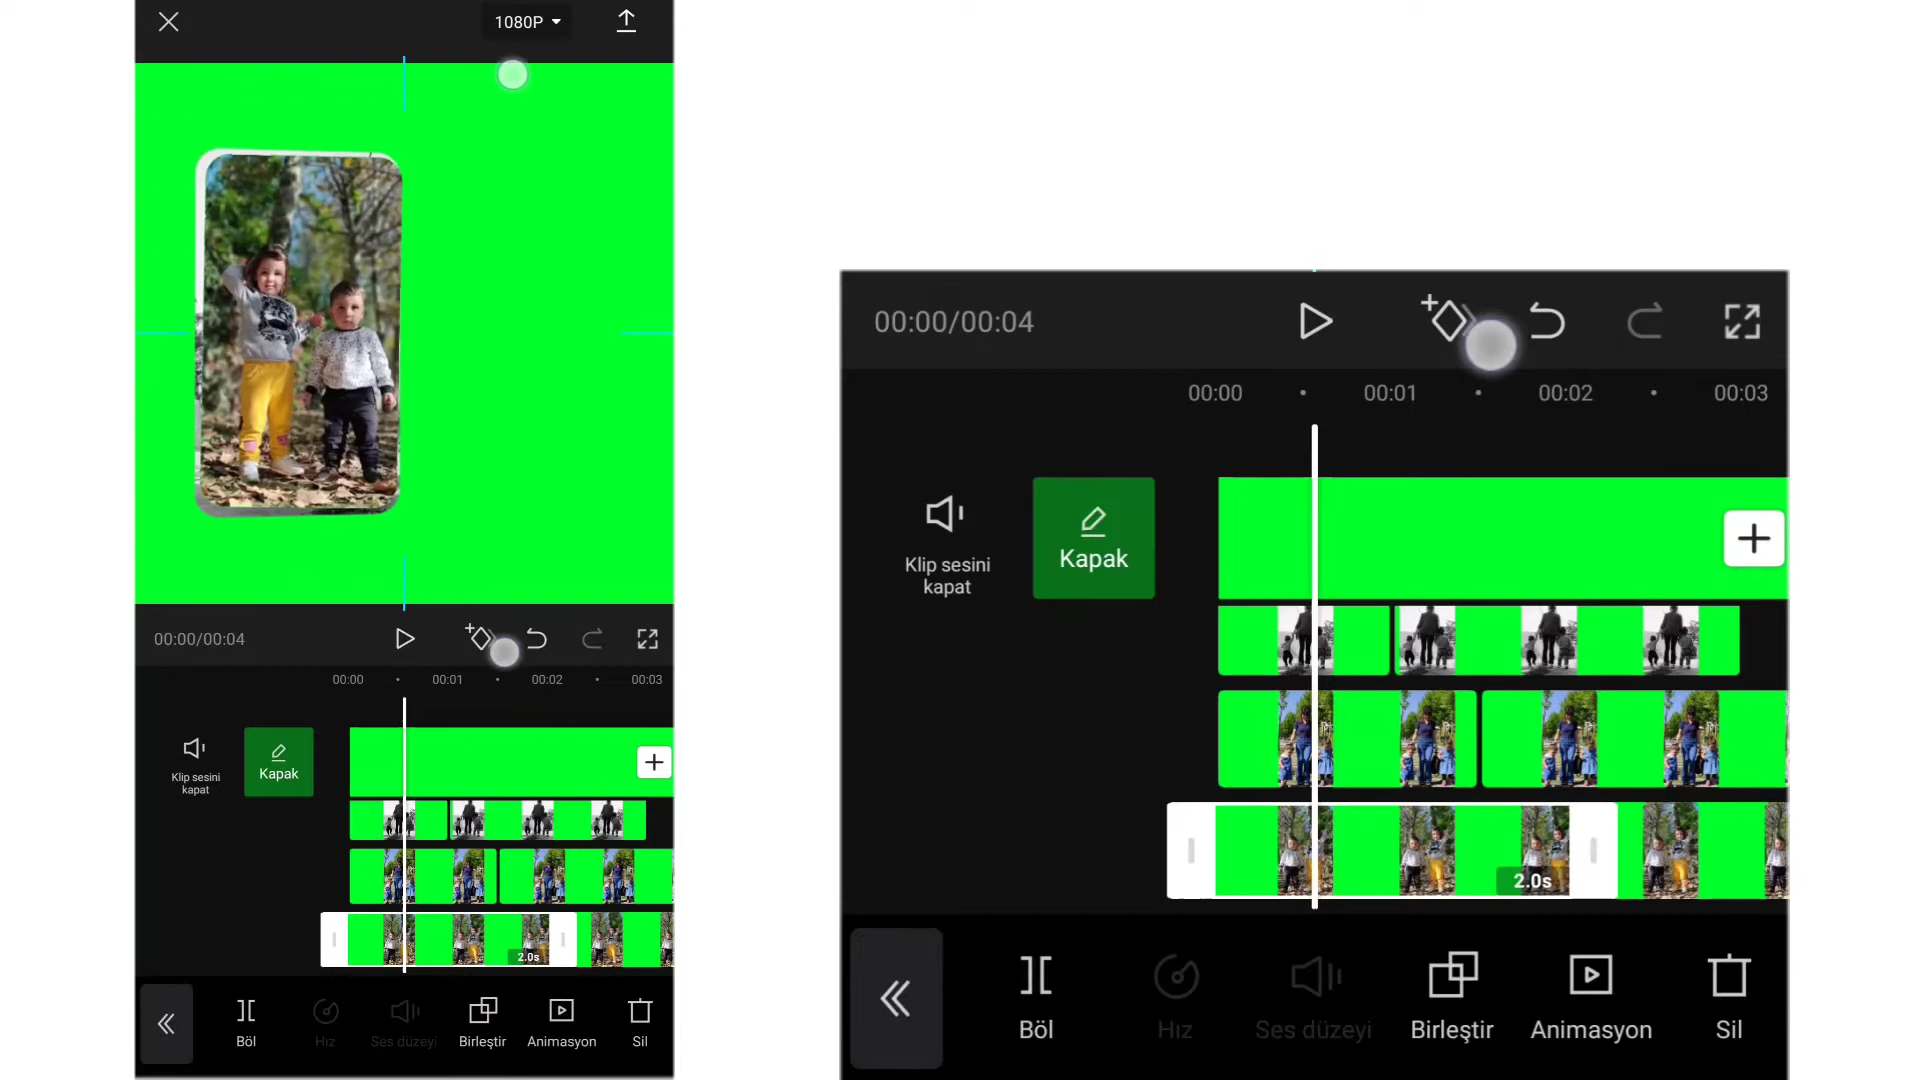 1080P
00:00/00:04
00:00 00:01 00:02 00:03
Klip sesini
kapat
Kapak
2.0s
Böl
Hız
Ses düzeyi
Birleştir
Animasyon
Sil
00:00/00:04
00:00 00:01 00:02 00:03
Klip sesini
kapat
Kapak
2.0s
Böl
Hız
Ses düzeyi
Birleştir
Animasyon
Sil